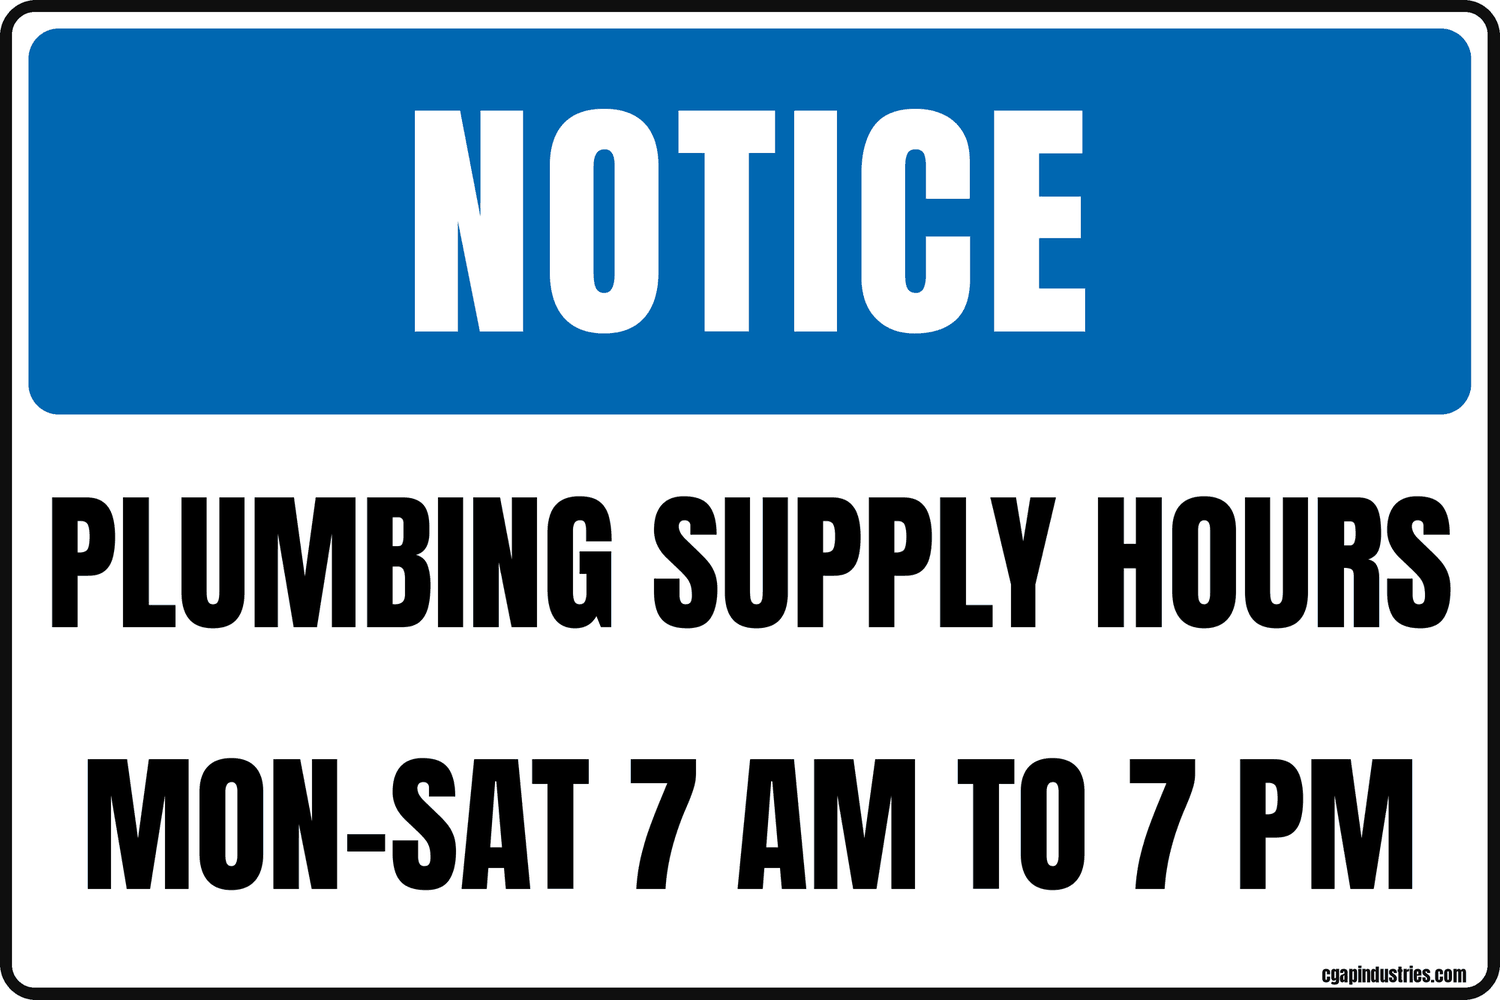 NOTICE
PLUMBING SUPPLY HOURS
MON-SAT 7 AM TO 7 PM
cgapindustries.com